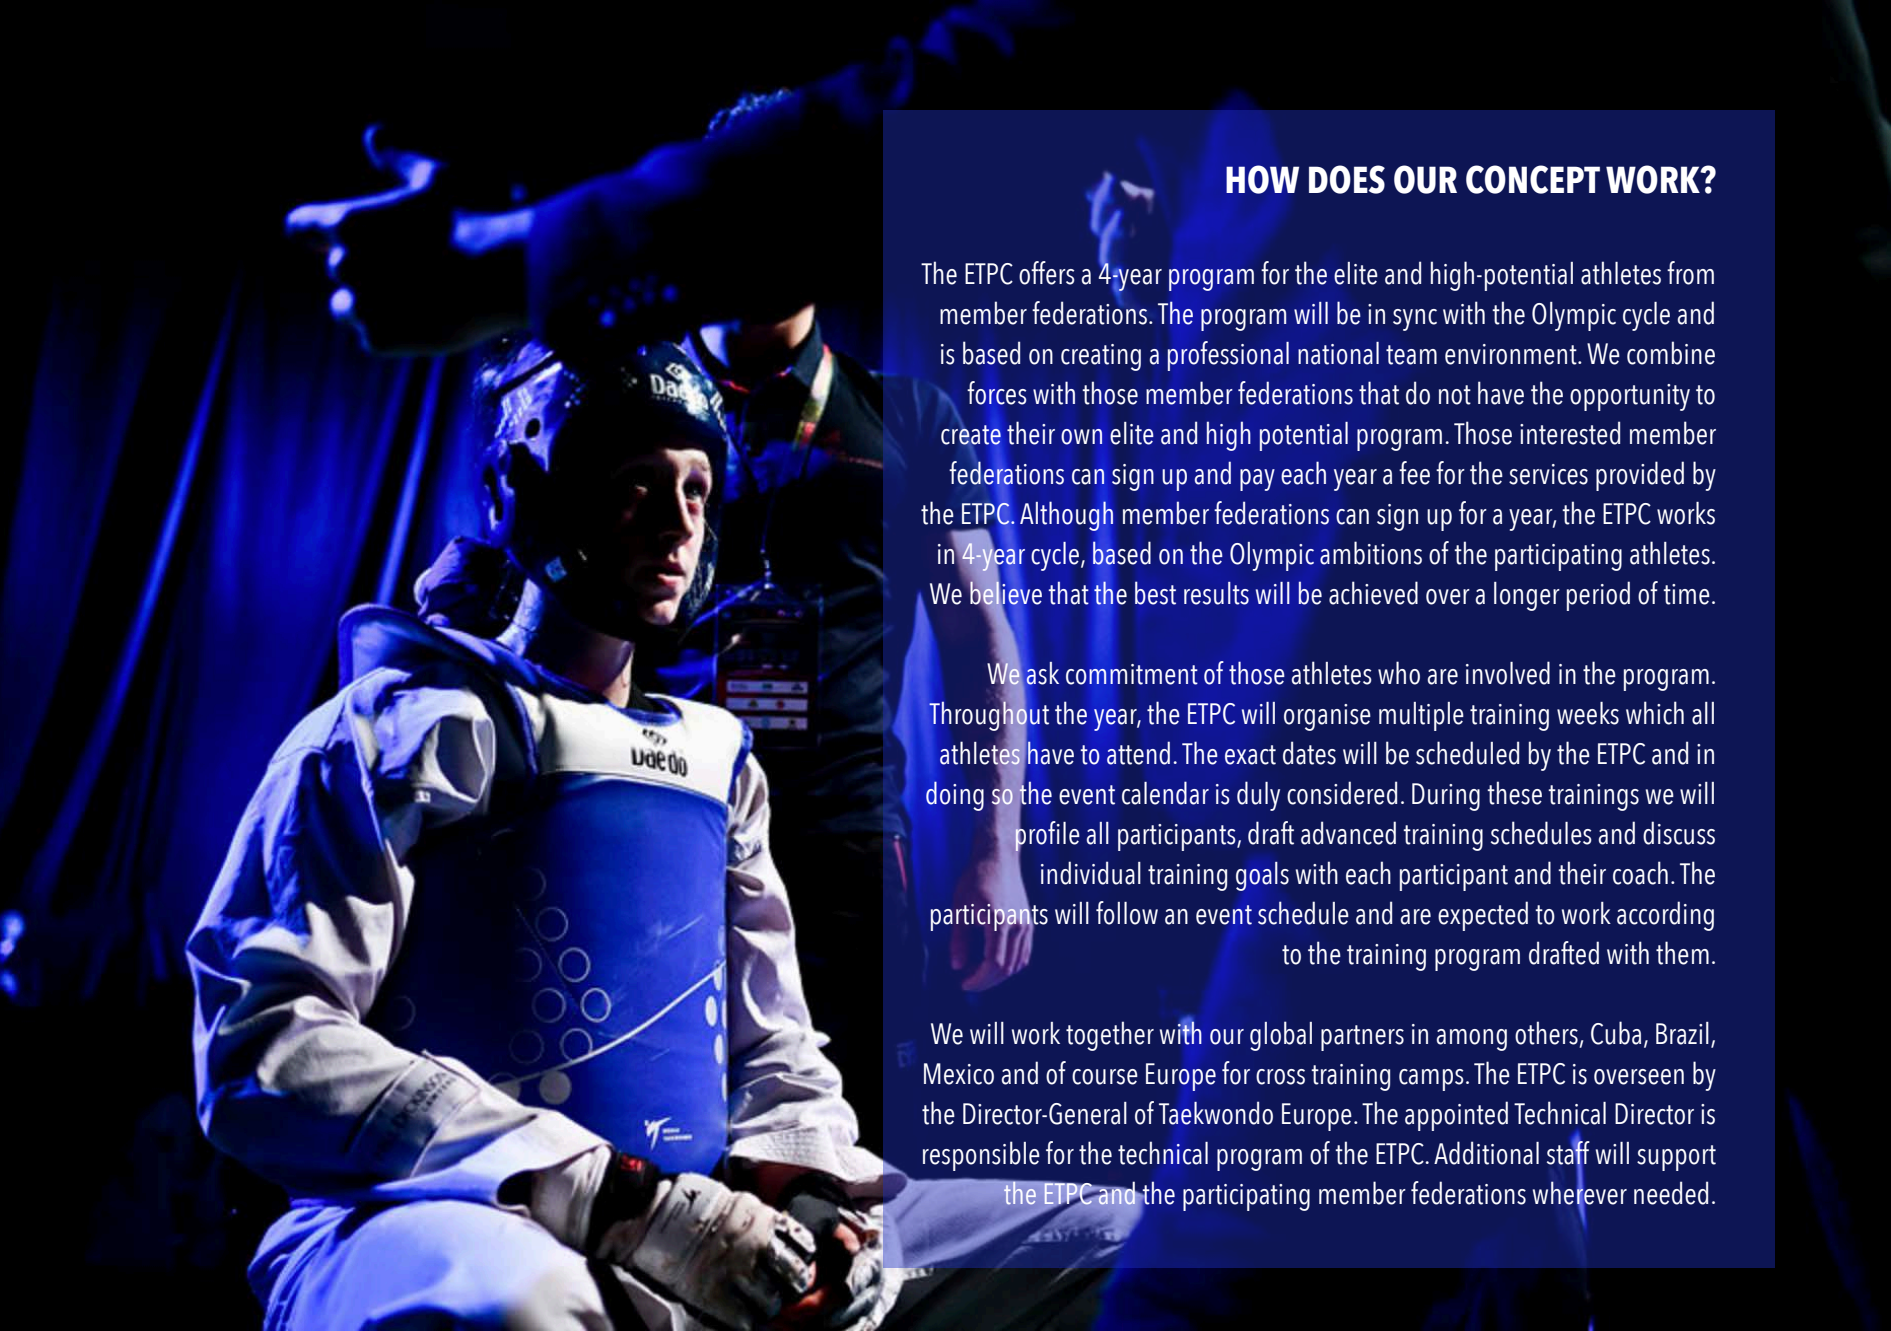 HOW DOES OUR CONCEPT WORK?
The ETPC offers a 4-year program for the elite and high-potential athletes from
member federations. The program will be in sync with the Olympic cycle and
is based on creating a professional national team environment. We combine
forces with those member federations that do not have the opportunity to
create their own elite and high potential program. Those interested member
federations can sign up and pay each year a fee for the services provided by
the ETPC. Although member federations can sign up for a year, the ETPC works
in 4-year cycle, based on the Olympic ambitions of the participating athletes.
We believe that the best results will be achieved over a longer period of time.
We ask commitment of those athletes who are involved in the program.
Throughout the year, the ETPC will organise multiple training weeks which all
athletes have to attend. The exact dates will be scheduled by the ETPC and in
doing so the event calendar is duly considered. During these trainings we will
profile all participants, draft advanced training schedules and discuss
individual training goals with each participant and their coach. The
participants will follow an event schedule and are expected to work according
to the training program drafted with them.
We will work together with our global partners in among others, Cuba, Brazil,
Mexico and of course Europe for cross training camps. The ETPC is overseen by
the Director-General of Taekwondo Europe. The appointed Technical Director is
responsible for the technical program of the ETPC. Additional staff will support
the ETPC and the participating member federations wherever needed.
Daedo